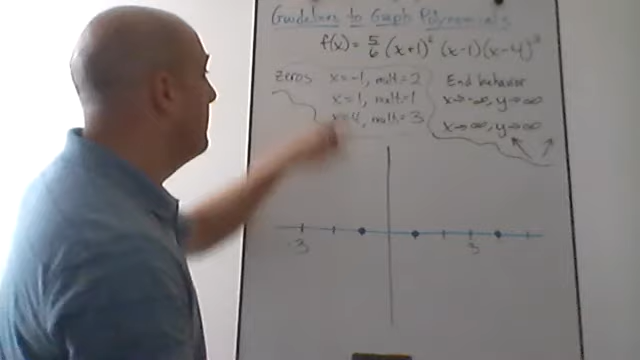 Guidelines to Graph Polynomials
f(x) = 5/6 (x+1)² (x-1)(x-4)³
zeros x=-1, mult=2
x=1, mult=1
x=4, mult=3
End behavior
x→-∞, y→∞
x→∞, y→∞
-3 3